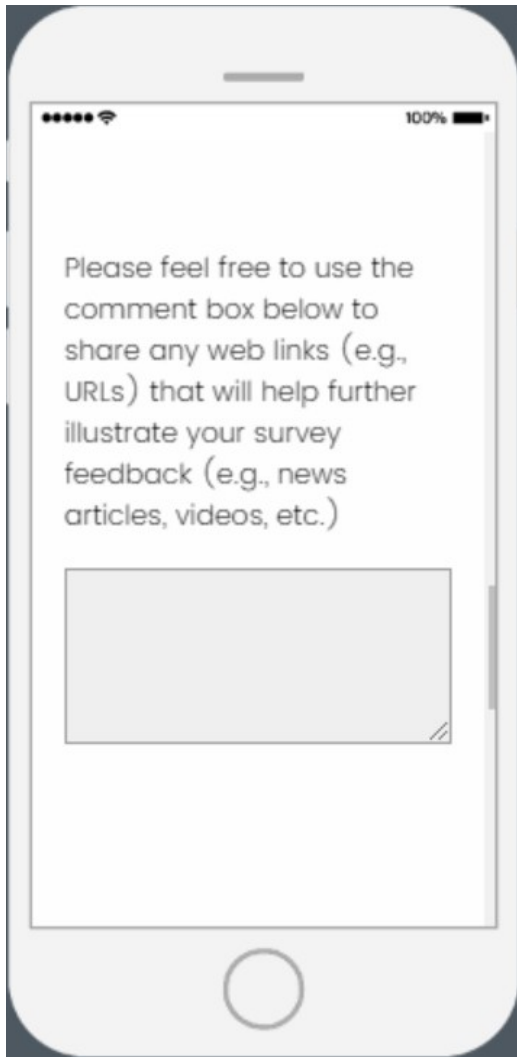 100%
Please feel free to use the
comment box below to
share any web links (e.g.,
URLs) that will help further
illustrate your survey
feedback (e.g., news
articles, videos, etc.)